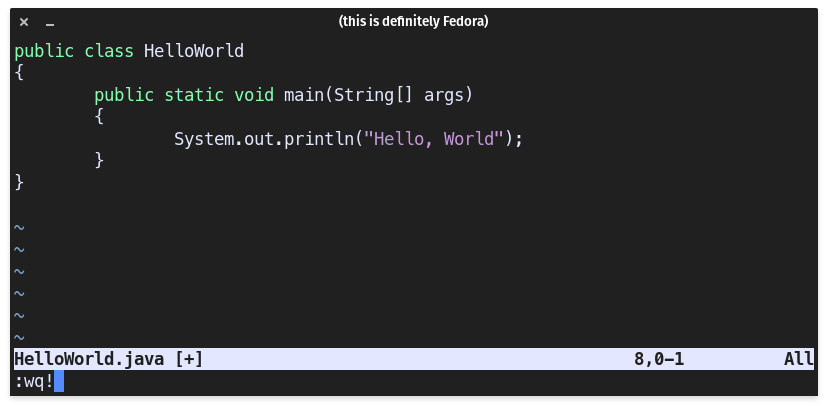 (this is definitely Fedora)
public class HelloWorld
{
        public static void main(String[] args)
        {
                System.out.println("Hello, World");
        }
}
~
~
~
~
~
~
HelloWorld.java [+] 8,0-1 All
:wq!